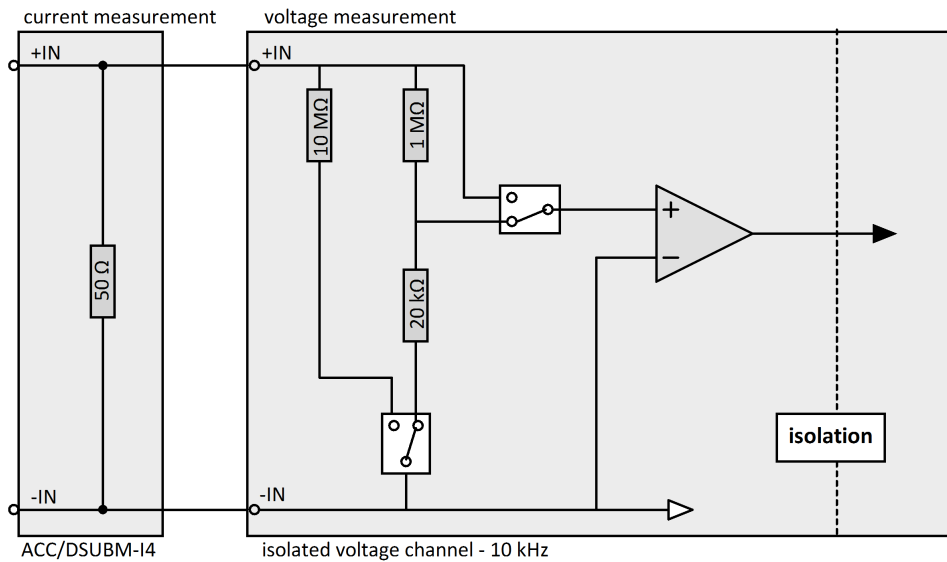 current measurement
voltage measurement
+IN
+IN
10 MΩ
1 MΩ
+
−
50 Ω
20 kΩ
isolation
-IN
-IN
ACC/DSUBM-I4
isolated voltage channel - 10 kHz